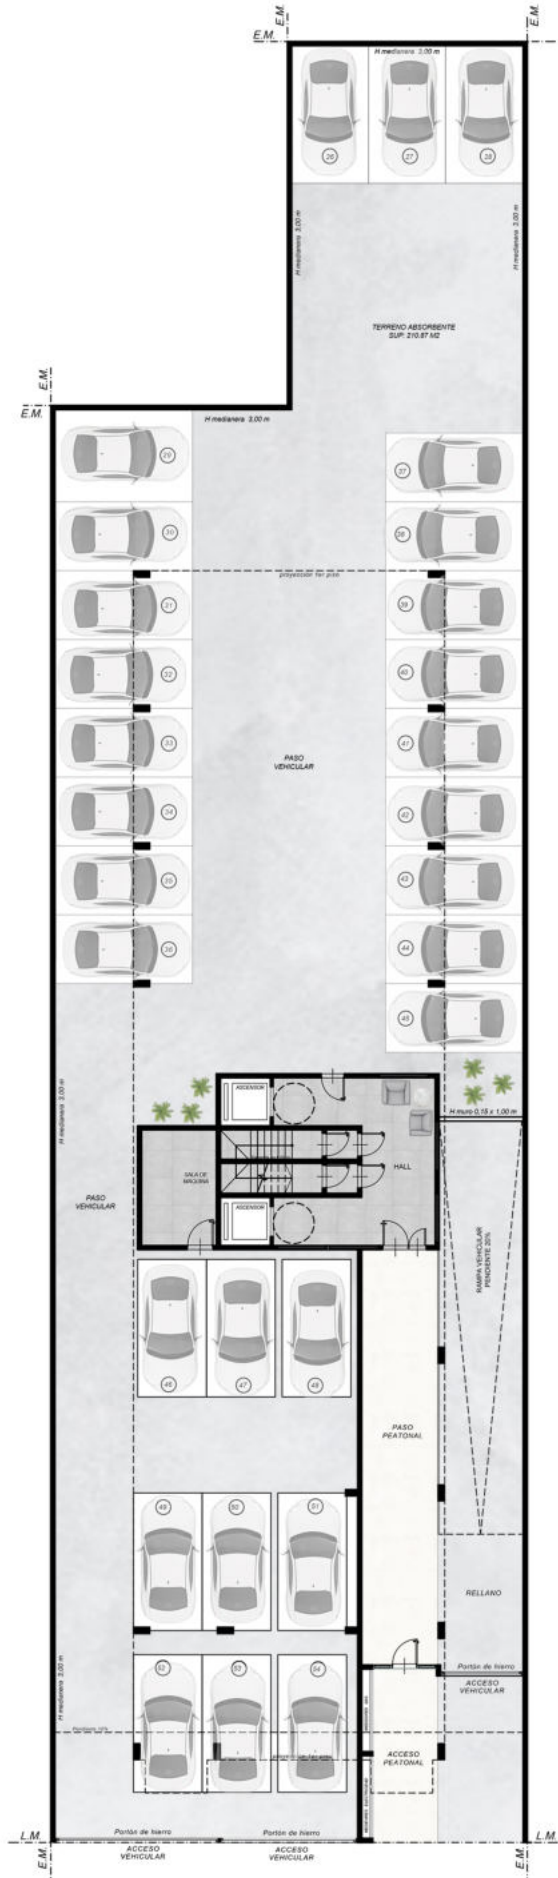 E.M.
E.M.
E.M.
H medianera 3,00 m
26
27
28
H medianera 3,00 m
H medianera 3,00 m
TERRENO ABSORBENTE
SUP: 210.87 M2
E.M.
E.M.
H medianera 3,00 m
29
37
30
38
proyección 1er piso
31
39
32
40
PASO
VEHICULAR
33
41
34
42
35
43
36
44
45
ASCENSOR
H medianera 3,00 m
H muro 0,15 x 1,00 m
SALA DE
MAQUINA
HALL
PASO
VEHICULAR
ASCENSOR
RAMPA VEHICULAR
PENDIENTE 20%
46
47
48
PASO
PEATONAL
49
50
51
RELLANO
52
53
54
H medianera 3,00 m
Portón de hierro
ACCESO
VEHICULAR
ACCESO
PEATONAL
Portón de hierro
Portón de hierro
L.M.
L.M.
ACCESO
VEHICULAR
ACCESO
VEHICULAR
E.M.
E.M.